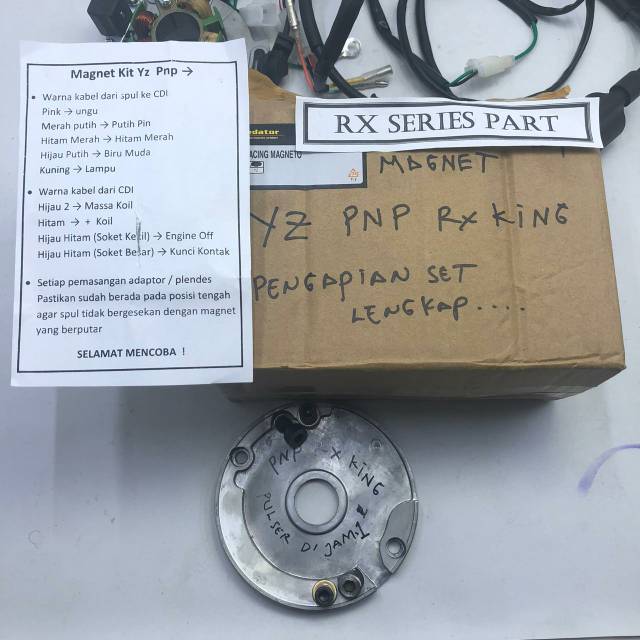 Magnet Kit Yz Pnp →
• Warna kabel dari spul ke CDI
Pink → ungu
Merah putih → Putih Pin
Hitam Merah → Hitam Merah
Hijau Putih → Biru Muda
Kuning → Lampu
• Warna kabel dari CDI
Hijau 2 → Massa Koil
Hitam → + Koil
Hijau Hitam (Soket Kecil) → Engine Off
Hijau Hitam (Soket Besar) → Kunci Kontak
• Setiap pemasangan adaptor / plendes
Pastikan sudah berada pada posisi tengah
agar spul tidak bergesekan dengan magnet
yang berputar
SELAMAT MENCOBA !
RX SERIES PART
MAGNET
YZ PNP RX KING
PENGAPIAN SET
LENGKAP....
PNP RX KING
PULSER DI JAM